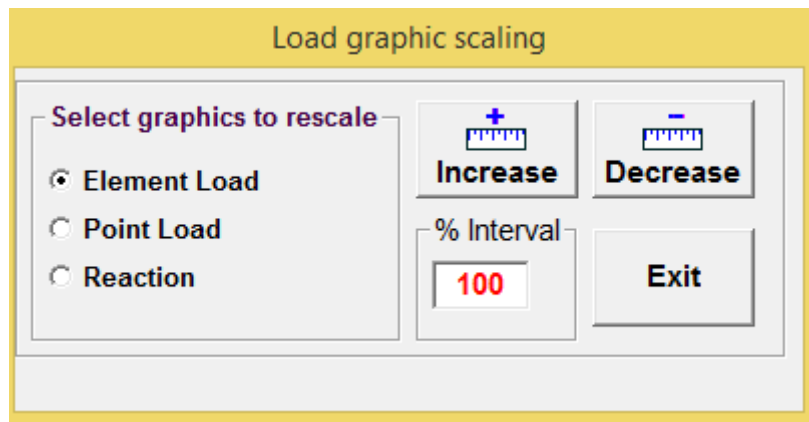 Load graphic scaling
Select graphics to rescale
Element Load
Point Load
Reaction
+
Increase
-
Decrease
% Interval
100
Exit